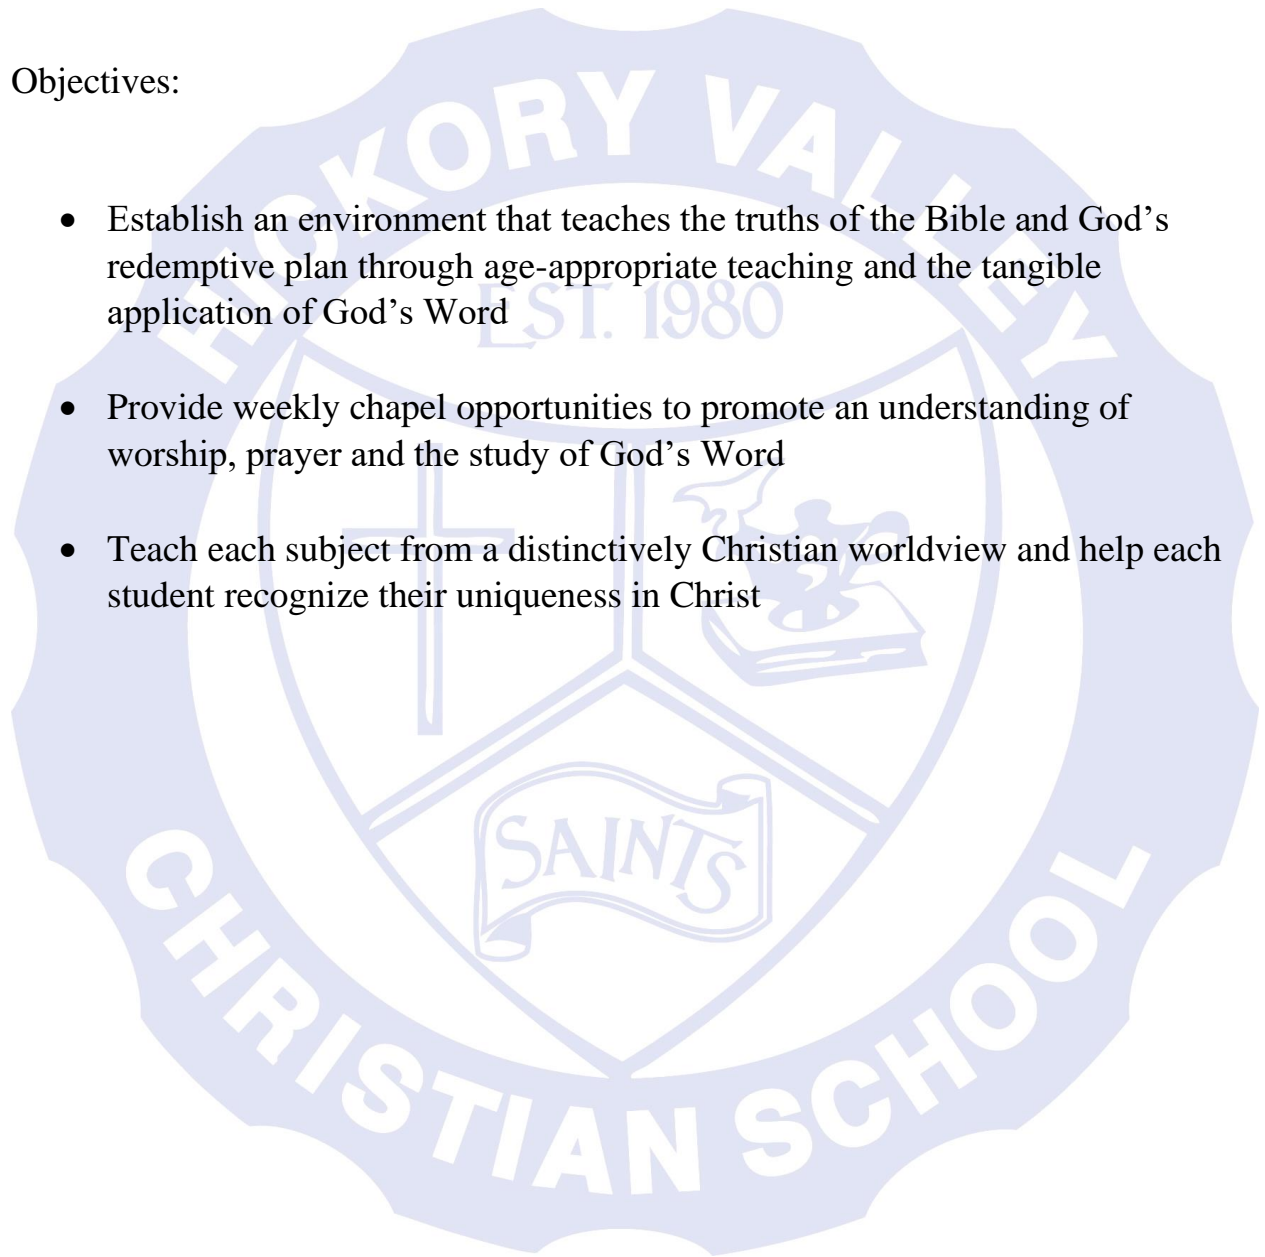 Objectives:
HICKORY VALLEY
EST. 1980
• Establish an environment that teaches the truths of the Bible and God’s
redemptive plan through age-appropriate teaching and the tangible
application of God’s Word
• Provide weekly chapel opportunities to promote an understanding of
worship, prayer and the study of God’s Word
• Teach each subject from a distinctively Christian worldview and help each
student recognize their uniqueness in Christ
SAINTS
CHRISTIAN SCHOOL